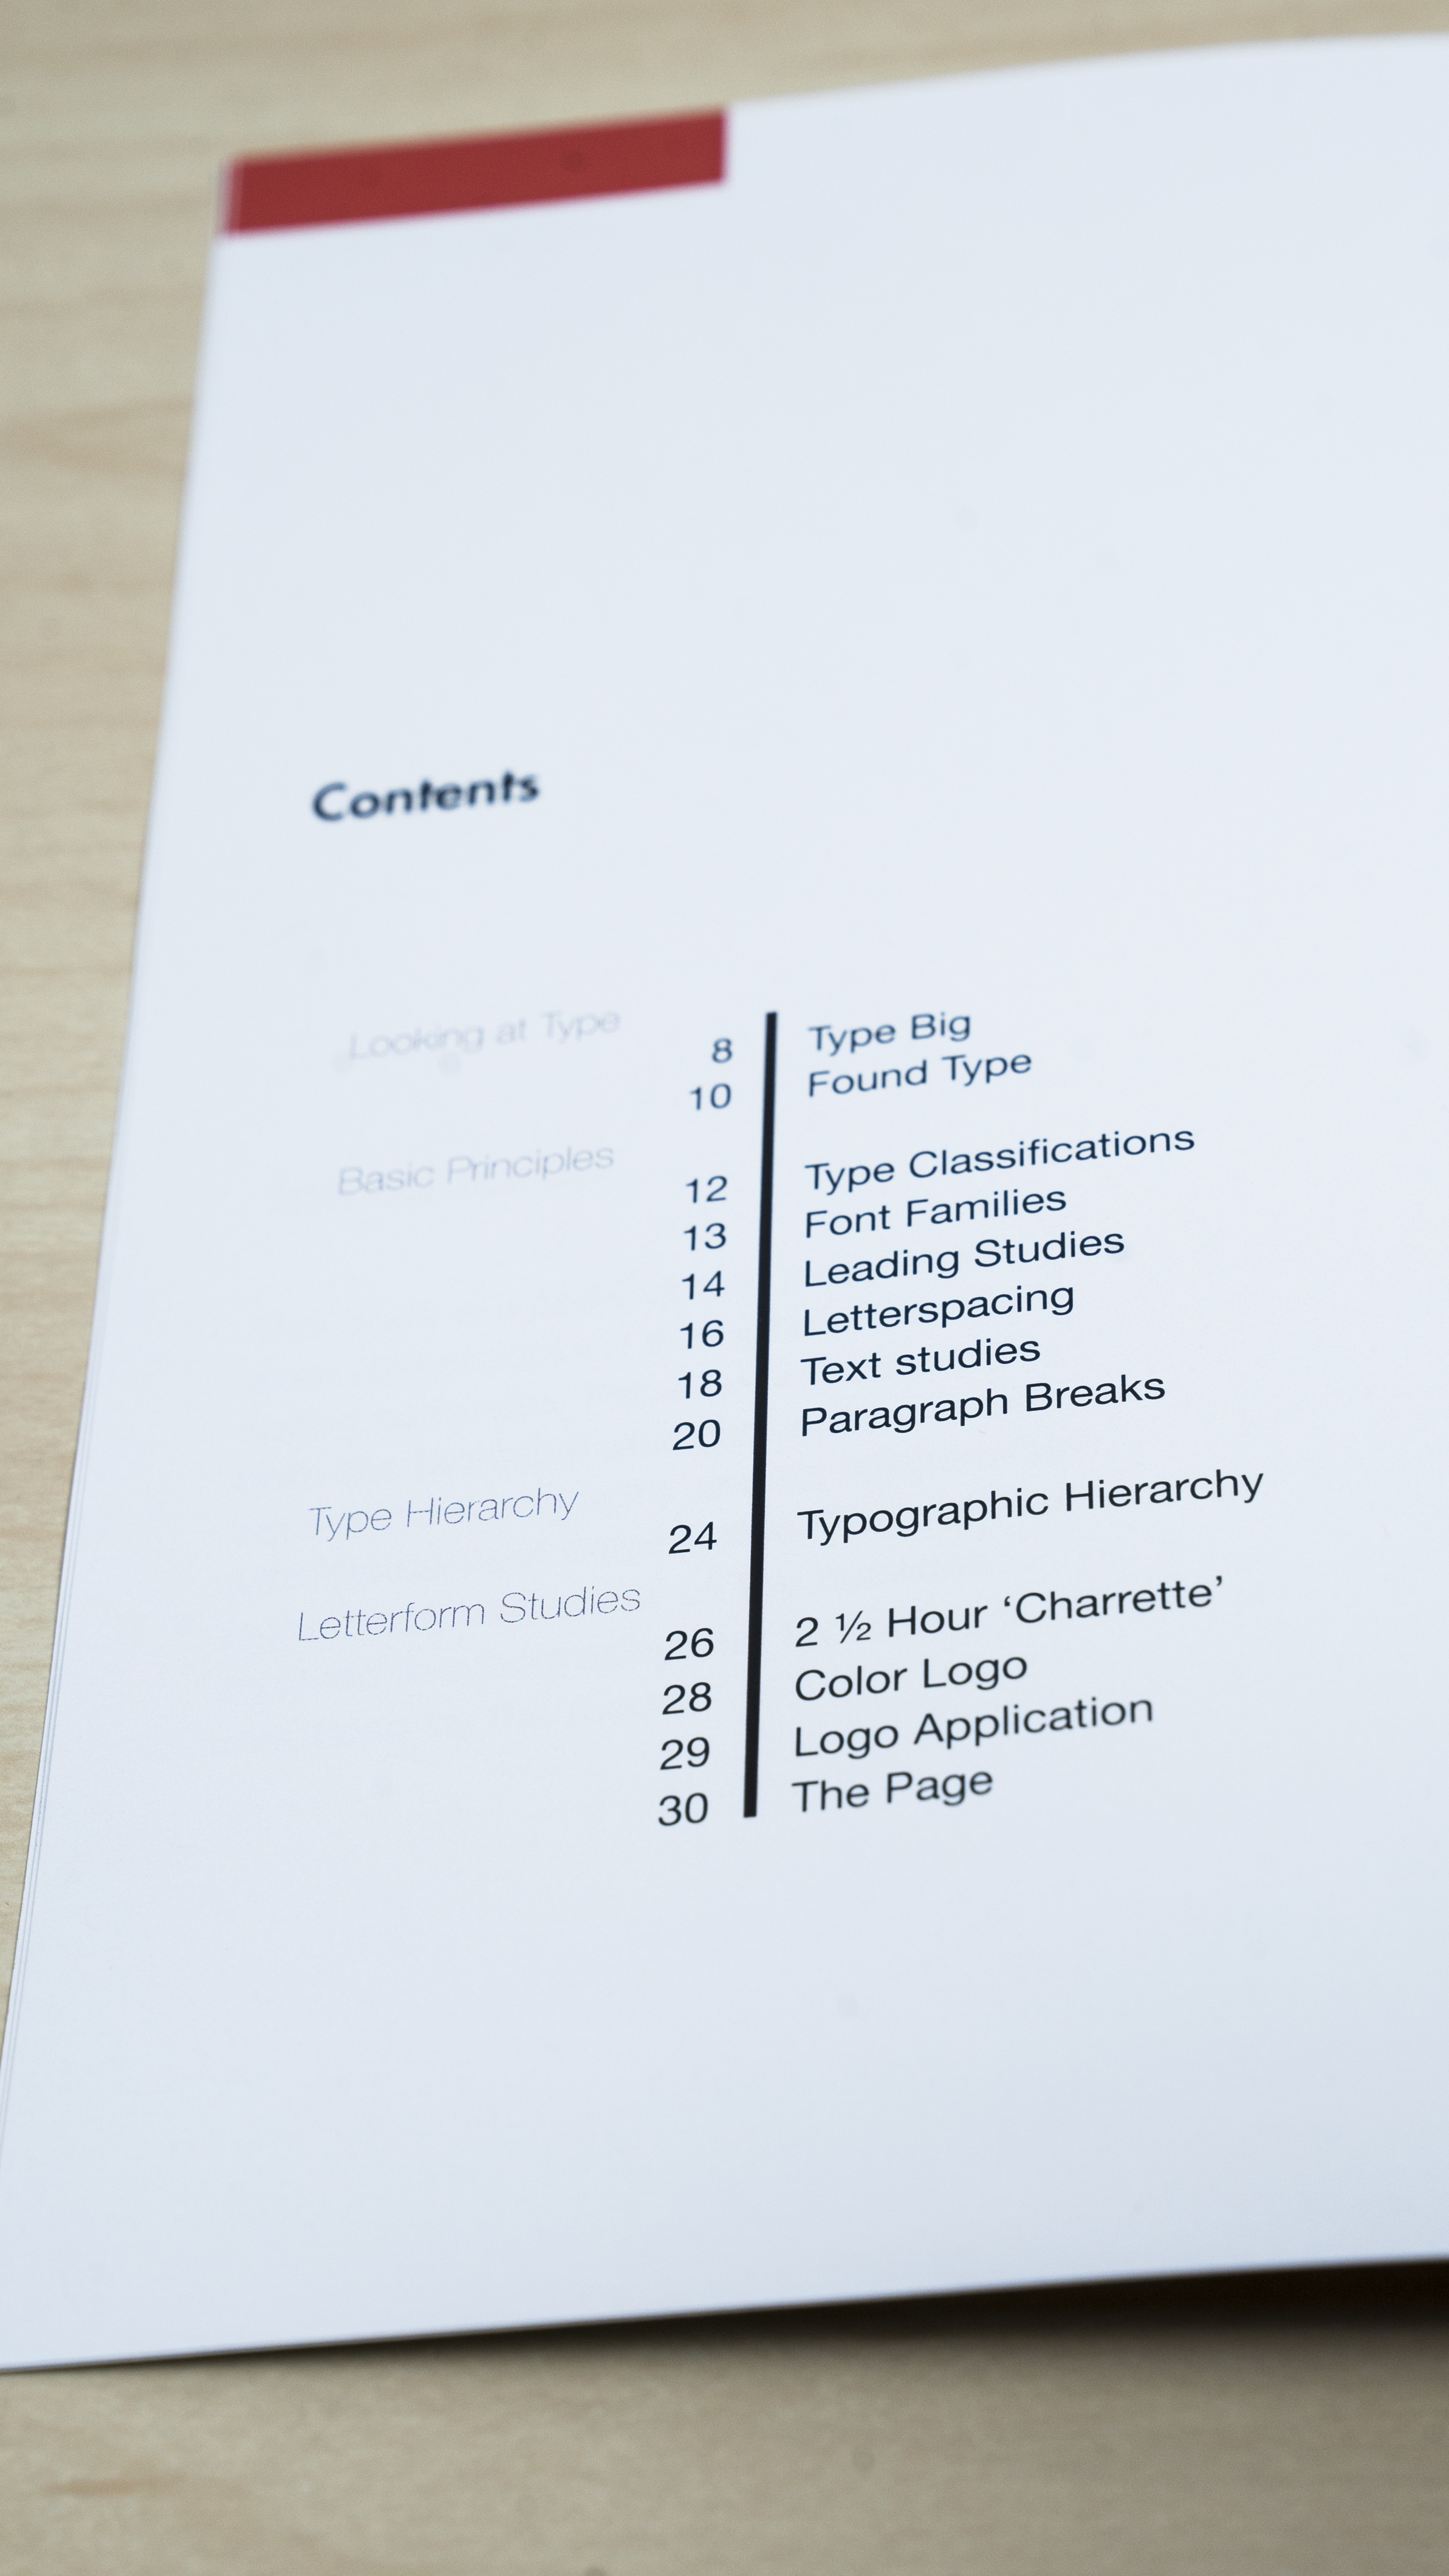 Contents
Looking at Type
8 Type Big
10 Found Type
Basic Principles
12 Type Classifications
13 Font Families
14 Leading Studies
16 Letterspacing
18 Text studies
20 Paragraph Breaks
Type Hierarchy
24 Typographic Hierarchy
Letterform Studies
26 2 ½ Hour ‘Charrette’
28 Color Logo
29 Logo Application
30 The Page